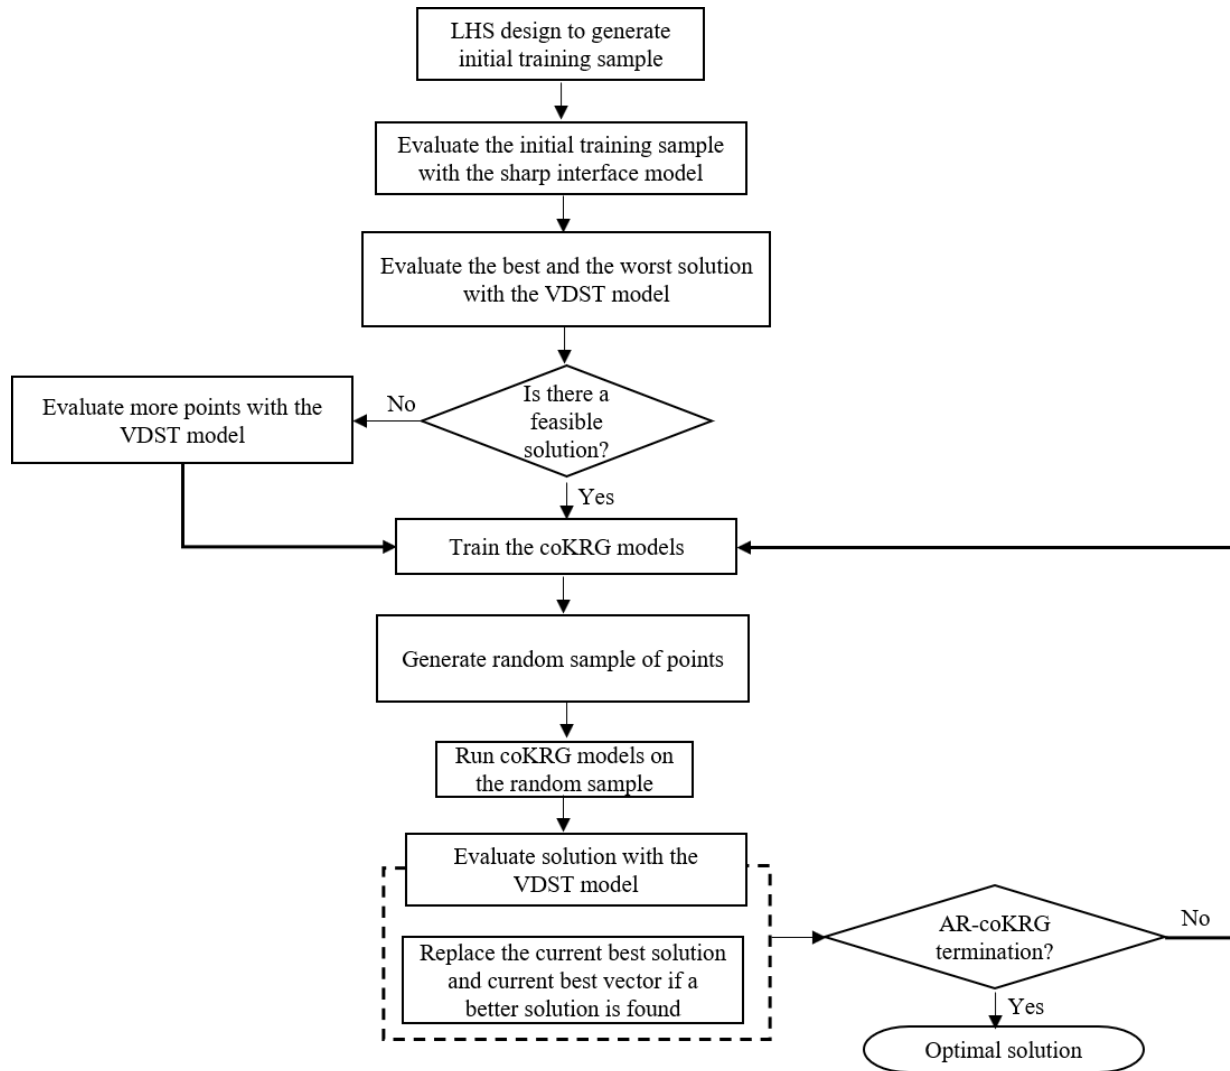 LHS design to generate
initial training sample
Evaluate the initial training sample
with the sharp interface model
Evaluate the best and the worst solution
with the VDST model
Is there a
feasible
solution?
No
Evaluate more points with the
VDST model
Yes
Train the coKRG models
Generate random sample of points
Run coKRG models on
the random sample
Evaluate solution with the
VDST model
Replace the current best solution
and current best vector if a
better solution is found
AR-coKRG
termination?
No
Yes
Optimal solution